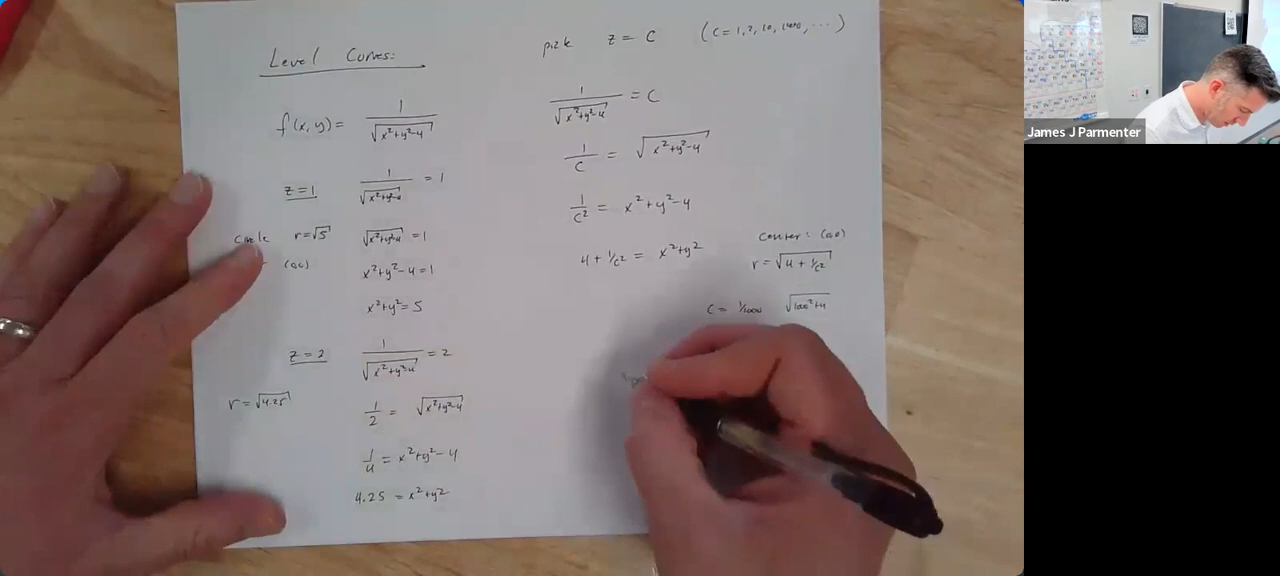 Level Curves:
f(x, y) = 1/√(x²+y²-4)
z=1 1/√(x²+y²-4) = 1
circle r=√5 √(x²+y²-4) = 1
(0,0) x²+y²-4=1
x²+y²=5
z=2 1/√(x²+y²-4) = 2
r=√4.25 1/2 = √(x²+y²-4)
1/4 = x²+y²-4
4.25 = x²+y²
pick z = C (C=1, 2, 10, 1400, ...)
1/√(x²+y²-4) = C
1/C = √(x²+y²-4)
1/C² = x²+y²-4
4+1/C² = x²+y²
center: (0,0)
r=√(4+1/C²)
C = 1/1000 √(1000²+4)
James J Parmenter